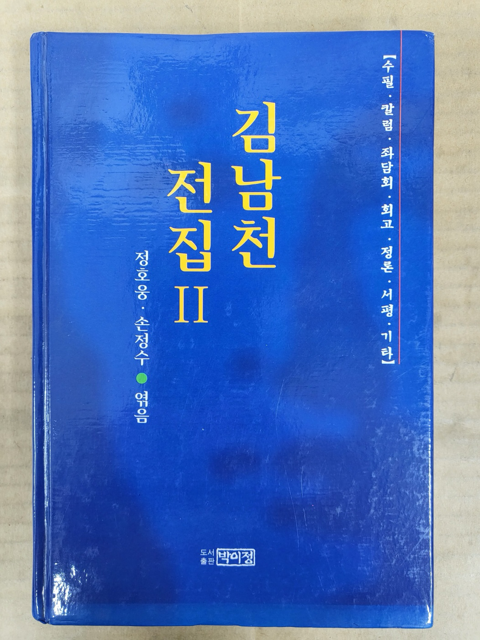 【수필·칼럼·좌담회·회고·정론·서평·기타】
김남천
전집 II
정호웅·손정수 ● 엮음
도서
출판
박이정